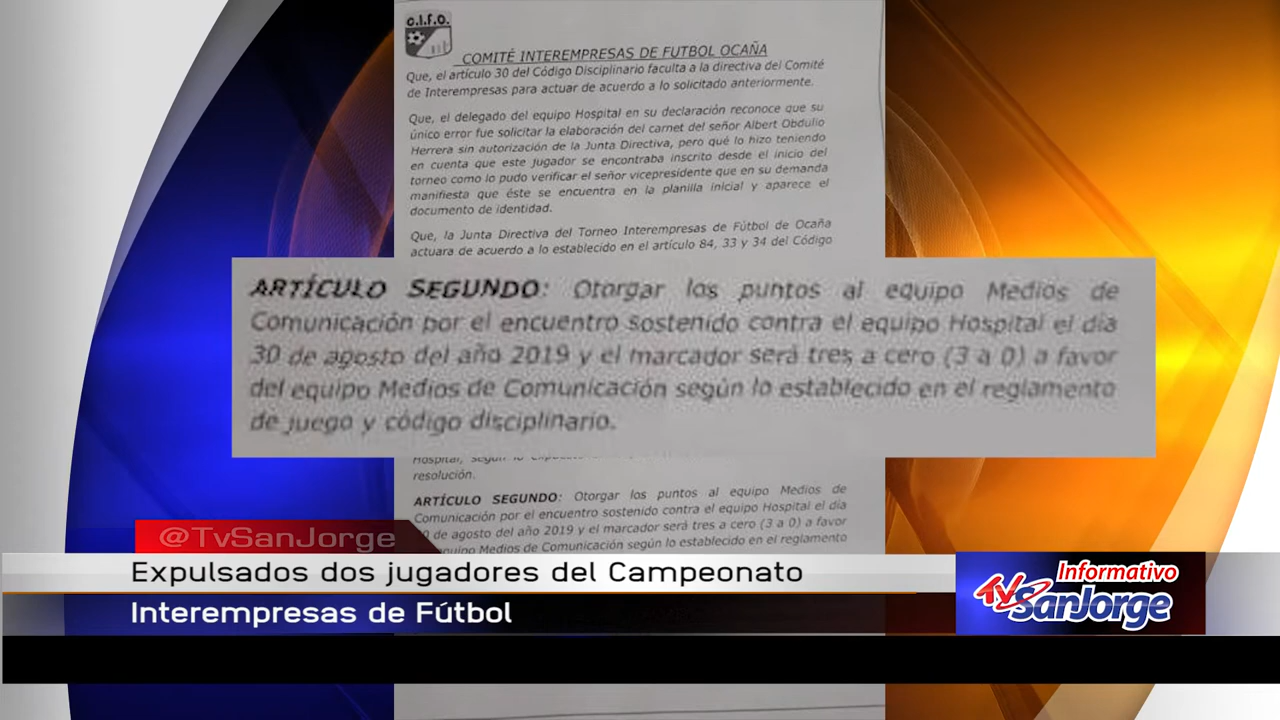 C.I.F.O.
COMITÉ INTEREMPRESAS DE FUTBOL OCAÑA
Que, el artículo 30 del Código Disciplinario faculta a la directiva del Comité
de Interempresas para actuar de acuerdo a lo solicitado anteriormente.
Que, el delegado del equipo Hospital en su declaración reconoce que su
único error fue solicitar la elaboración del carnet del señor Albert Obdulio
Herrera sin autorización de la Junta Directiva, pero qué lo hizo teniendo
en cuenta que este jugador se encontraba inscrito desde el inicio del
torneo como lo pudo verificar el señor vicepresidente que en su demanda
manifiesta que éste se encuentra en la planilla inicial y aparece el
documento de identidad.
Que, la Junta Directiva del Torneo Interempresas de Fútbol de Ocaña
actuara de acuerdo a lo establecido en el artículo 84, 33 y 34 del Código
ARTÍCULO SEGUNDO: Otorgar los puntos al equipo Medios de
Comunicación por el encuentro sostenido contra el equipo Hospital el día
30 de agosto del año 2019 y el marcador será tres a cero (3 a 0) a favor
del equipo Medios de Comunicación según lo establecido en el reglamento
de juego y código disciplinario.
Hospital, según lo
resolución.
ARTÍCULO SEGUNDO: Otorgar los puntos al equipo Medios de
Comunicación por el encuentro sostenido contra el equipo Hospital el día
30 de agosto del año 2019 y el marcador será tres a cero (3 a 0) a favor
equipo Medios de Comunicación según lo establecido en el reglamento
@TvSanJorge
Expulsados dos jugadores del Campeonato
Interempresas de Fútbol
Informativo
TV SanJorge